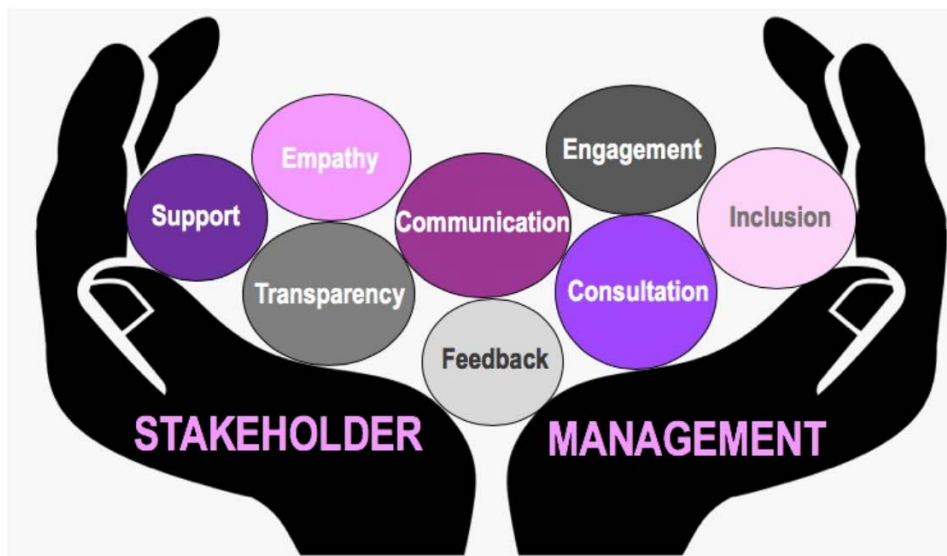 Empathy
Engagement
Support
Communication
Inclusion
Transparency
Consultation
Feedback
STAKEHOLDER
MANAGEMENT